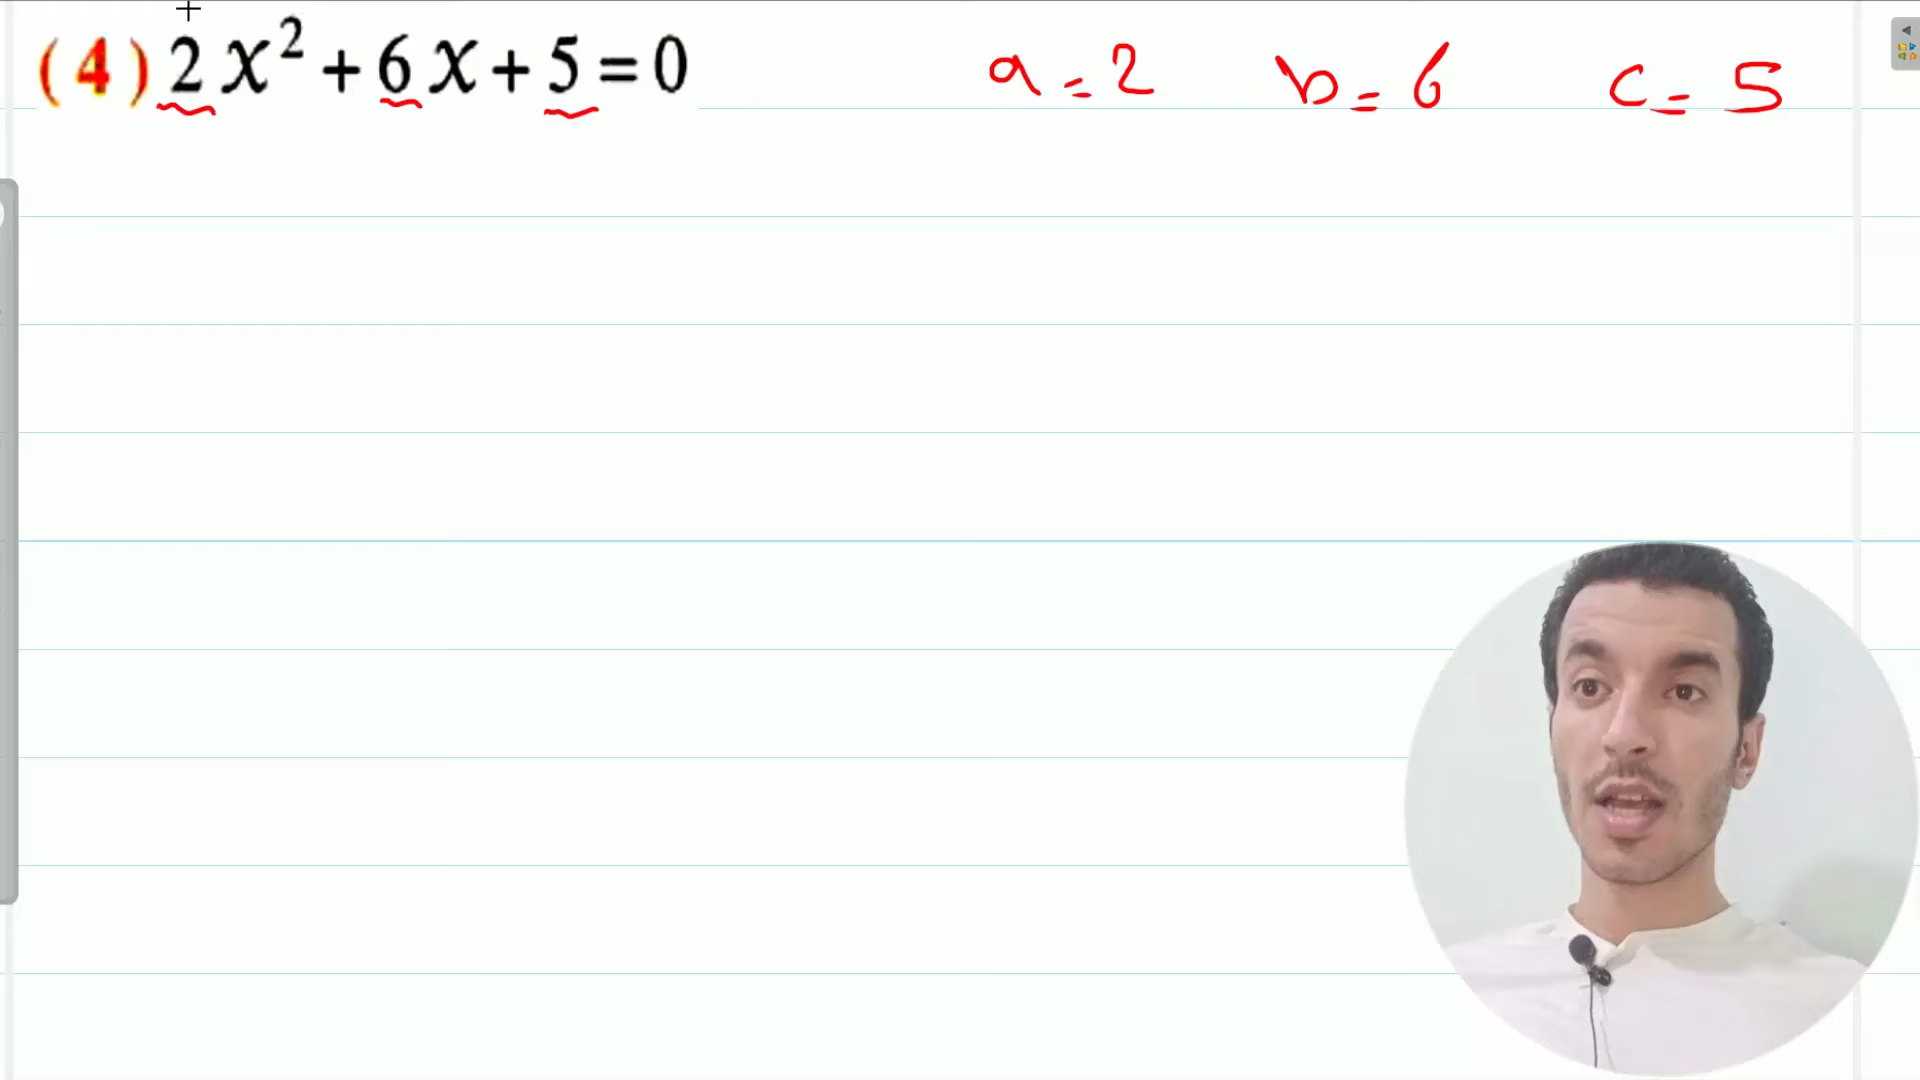 (4) 2x² + 6x + 5 = 0 a = 2 b = 6 c = 5